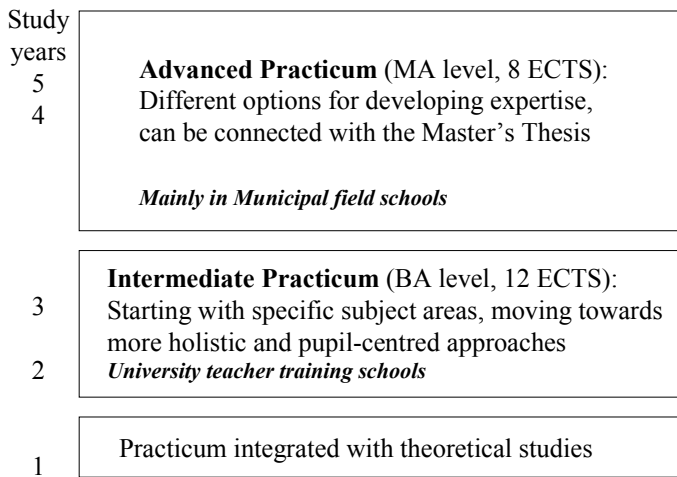 Study
years
5
4
Advanced Practicum (MA level, 8 ECTS):
Different options for developing expertise,
can be connected with the Master's Thesis
Mainly in Municipal field schools
3
2
Intermediate Practicum (BA level, 12 ECTS):
Starting with specific subject areas, moving towards
more holistic and pupil-centred approaches
University teacher training schools
1
Practicum integrated with theoretical studies